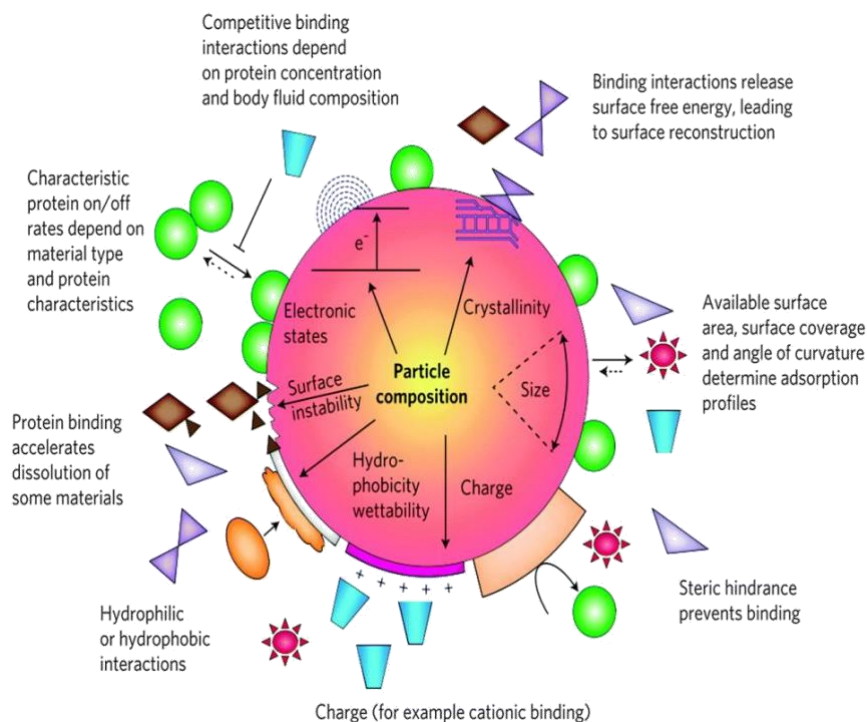 Competitive binding
interactions depend
on protein concentration
and body fluid composition
Binding interactions release
surface free energy, leading
to surface reconstruction
Characteristic
protein on/off
rates depend on
material type
and protein
characteristics
e-
Electronic
states
Crystallinity
Available surface
area, surface coverage
and angle of curvature
determine adsorption
profiles
Surface
instability
Particle
composition
Size
Protein binding
accelerates
dissolution of
some materials
Hydro-
phobicity
wettability
Charge
+ + + + + +
Steric hindrance
prevents binding
Hydrophilic
or hydrophobic
interactions
Charge (for example cationic binding)